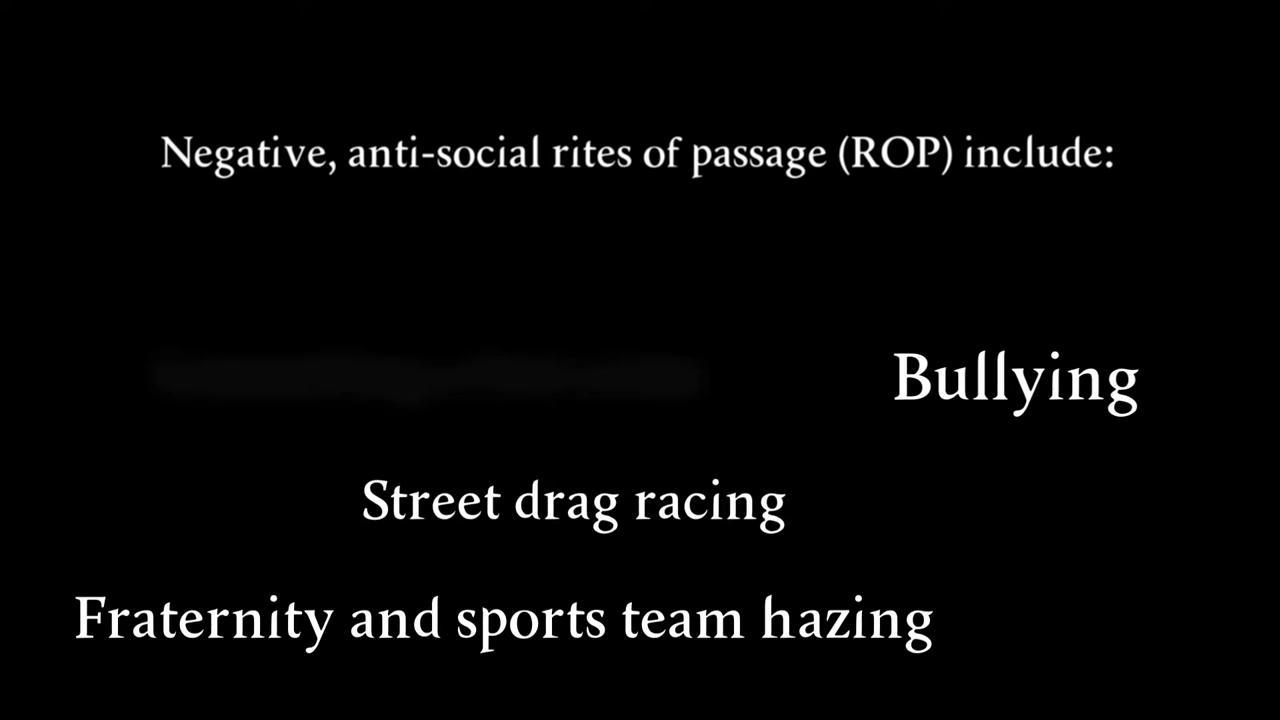 Negative, anti-social rites of passage (ROP) include:
Bullying
Street drag racing
Fraternity and sports team hazing